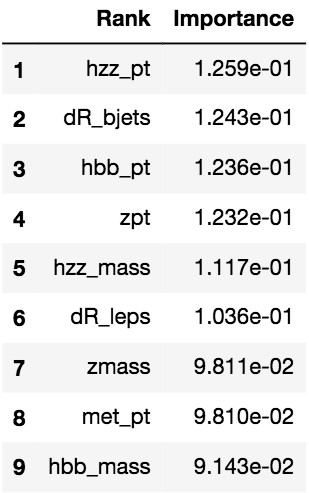 Rank Importance
1 hzz_pt 1.259e-01
2 dR_bjets 1.243e-01
3 hbb_pt 1.236e-01
4 zpt 1.232e-01
5 hzz_mass 1.117e-01
6 dR_leps 1.036e-01
7 zmass 9.811e-02
8 met_pt 9.810e-02
9 hbb_mass 9.143e-02